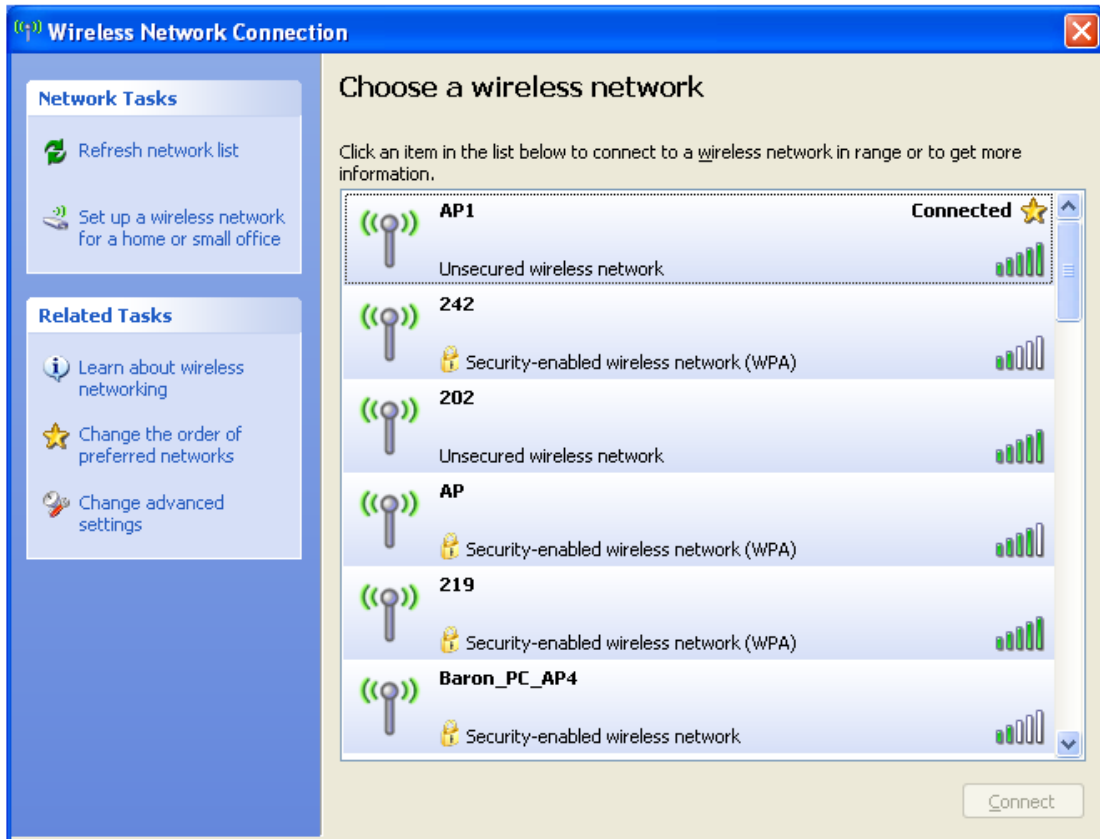 Wireless Network Connection
Network Tasks
Refresh network list
Set up a wireless network
for a home or small office
Related Tasks
Learn about wireless
networking
Change the order of
preferred networks
Change advanced
settings
Choose a wireless network
Click an item in the list below to connect to a wireless network in range or to get more
information.
AP1 Connected
Unsecured wireless network
242
Security-enabled wireless network (WPA)
202
Unsecured wireless network
AP
Security-enabled wireless network (WPA)
219
Security-enabled wireless network (WPA)
Baron_PC_AP4
Security-enabled wireless network
Connect